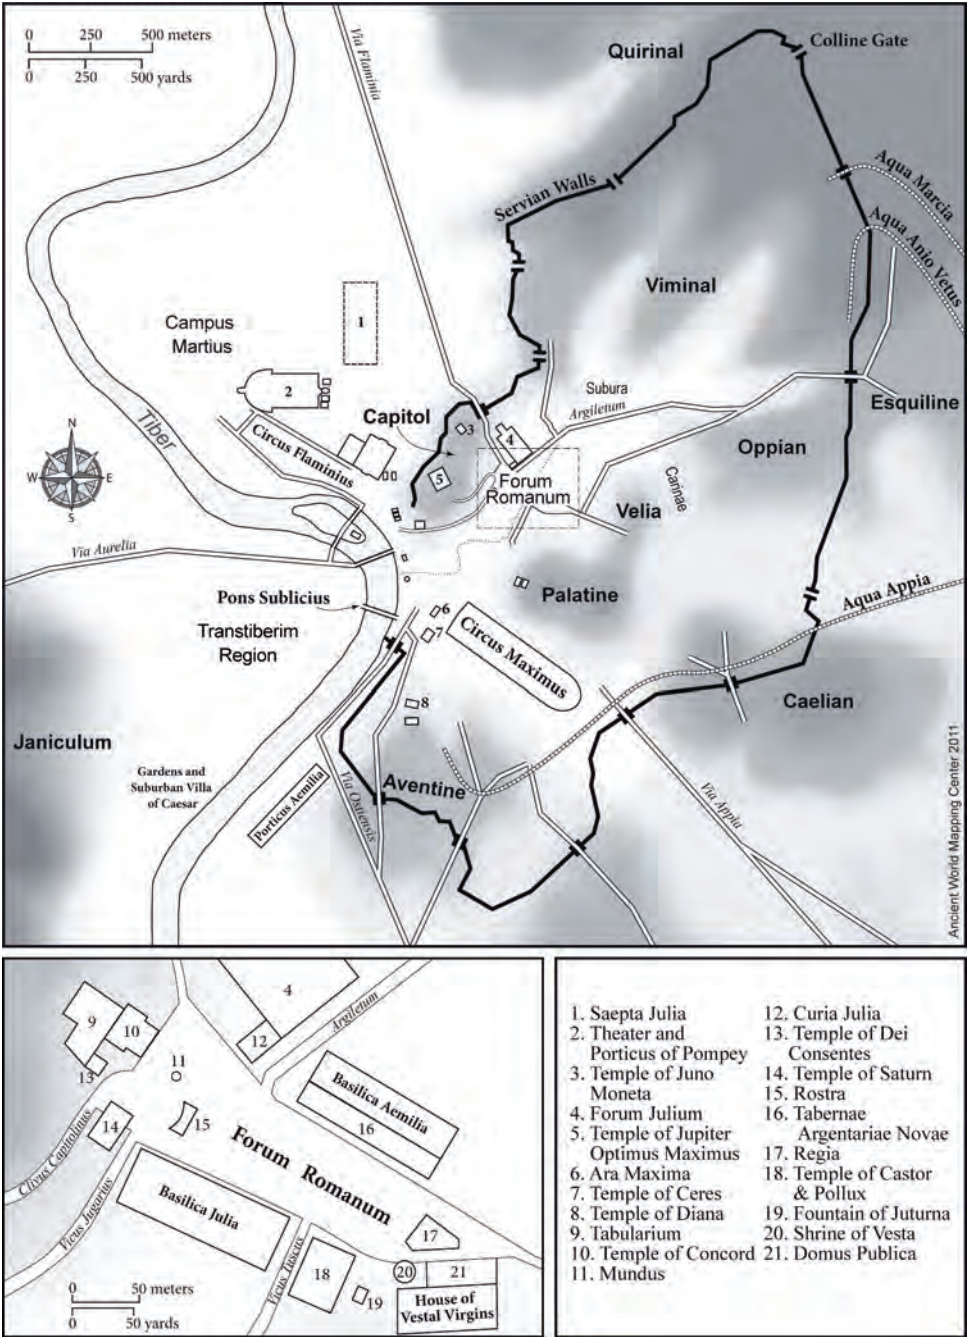 0 250 500 meters
0 250 500 yards
Via Flaminia
Quirinal
Colline Gate
Servian Walls
Aqua Marcia
Aqua Anio Vetus
Viminal
1
Campus
Martius
2
Subura
Argiletum
Esquiline
Capitol
3
4
Tiber
Circus Flaminius
Oppian
5
Forum
Romanum
Carinae
Velia
N
W
E
S
Via Aurelia
Palatine
Aqua Appia
Pons Sublicius
6
7
Circus Maximus
Transtiberim
Region
8
Caelian
Janiculum
Gardens and
Suburban Villa
of Caesar
Porticus Aemilia
Via Ostiensis
Aventine
Via Appia
Ancient World Mapping Center 2011
9
10
4
12
Argiletum
13
11
Basilica Aemilia
16
Clivus Capitolinus
14
15
Forum Romanum
Vicus Jugarius
Basilica Julia
17
Vicus Tuscus
18
20
21
19
House of
Vestal Virgins
0 50 meters
0 50 yards
1. Saepta Julia
2. Theater and
Porticus of Pompey
3. Temple of Juno
Moneta
4. Forum Julium
5. Temple of Jupiter
Optimus Maximus
6. Ara Maxima
7. Temple of Ceres
8. Temple of Diana
9. Tabularium
10. Temple of Concord
11. Mundus
12. Curia Julia
13. Temple of Dei
Consentes
14. Temple of Saturn
15. Rostra
16. Tabernae
Argentariae Novae
17. Regia
18. Temple of Castor
& Pollux
19. Fountain of Juturna
20. Shrine of Vesta
21. Domus Publica